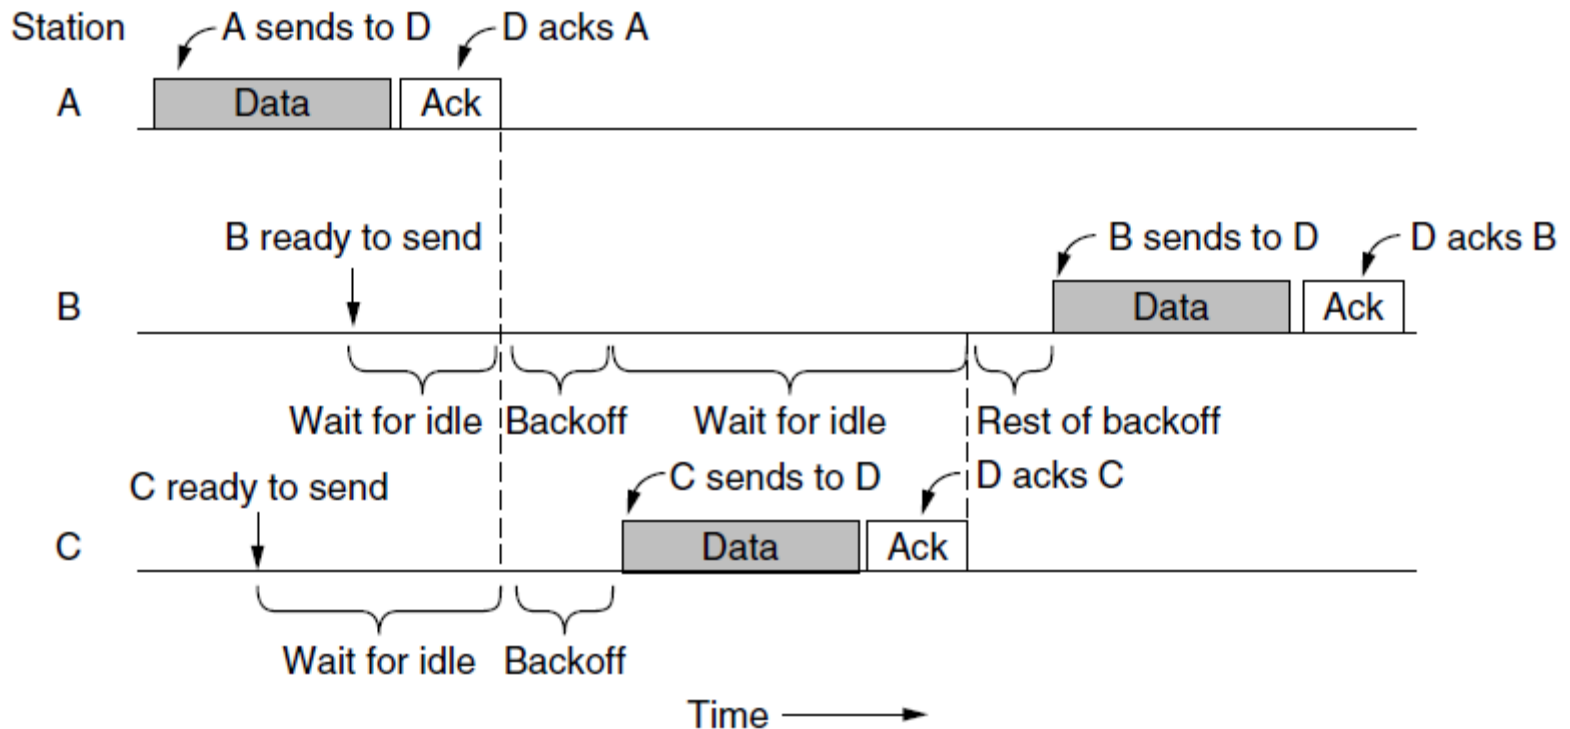 Station
A sends to D
D acks A
A
Data
Ack
B ready to send
B sends to D
D acks B
B
Data
Ack
Wait for idle
Backoff
Wait for idle
Rest of backoff
C ready to send
C sends to D
D acks C
C
Data
Ack
Wait for idle
Backoff
Time